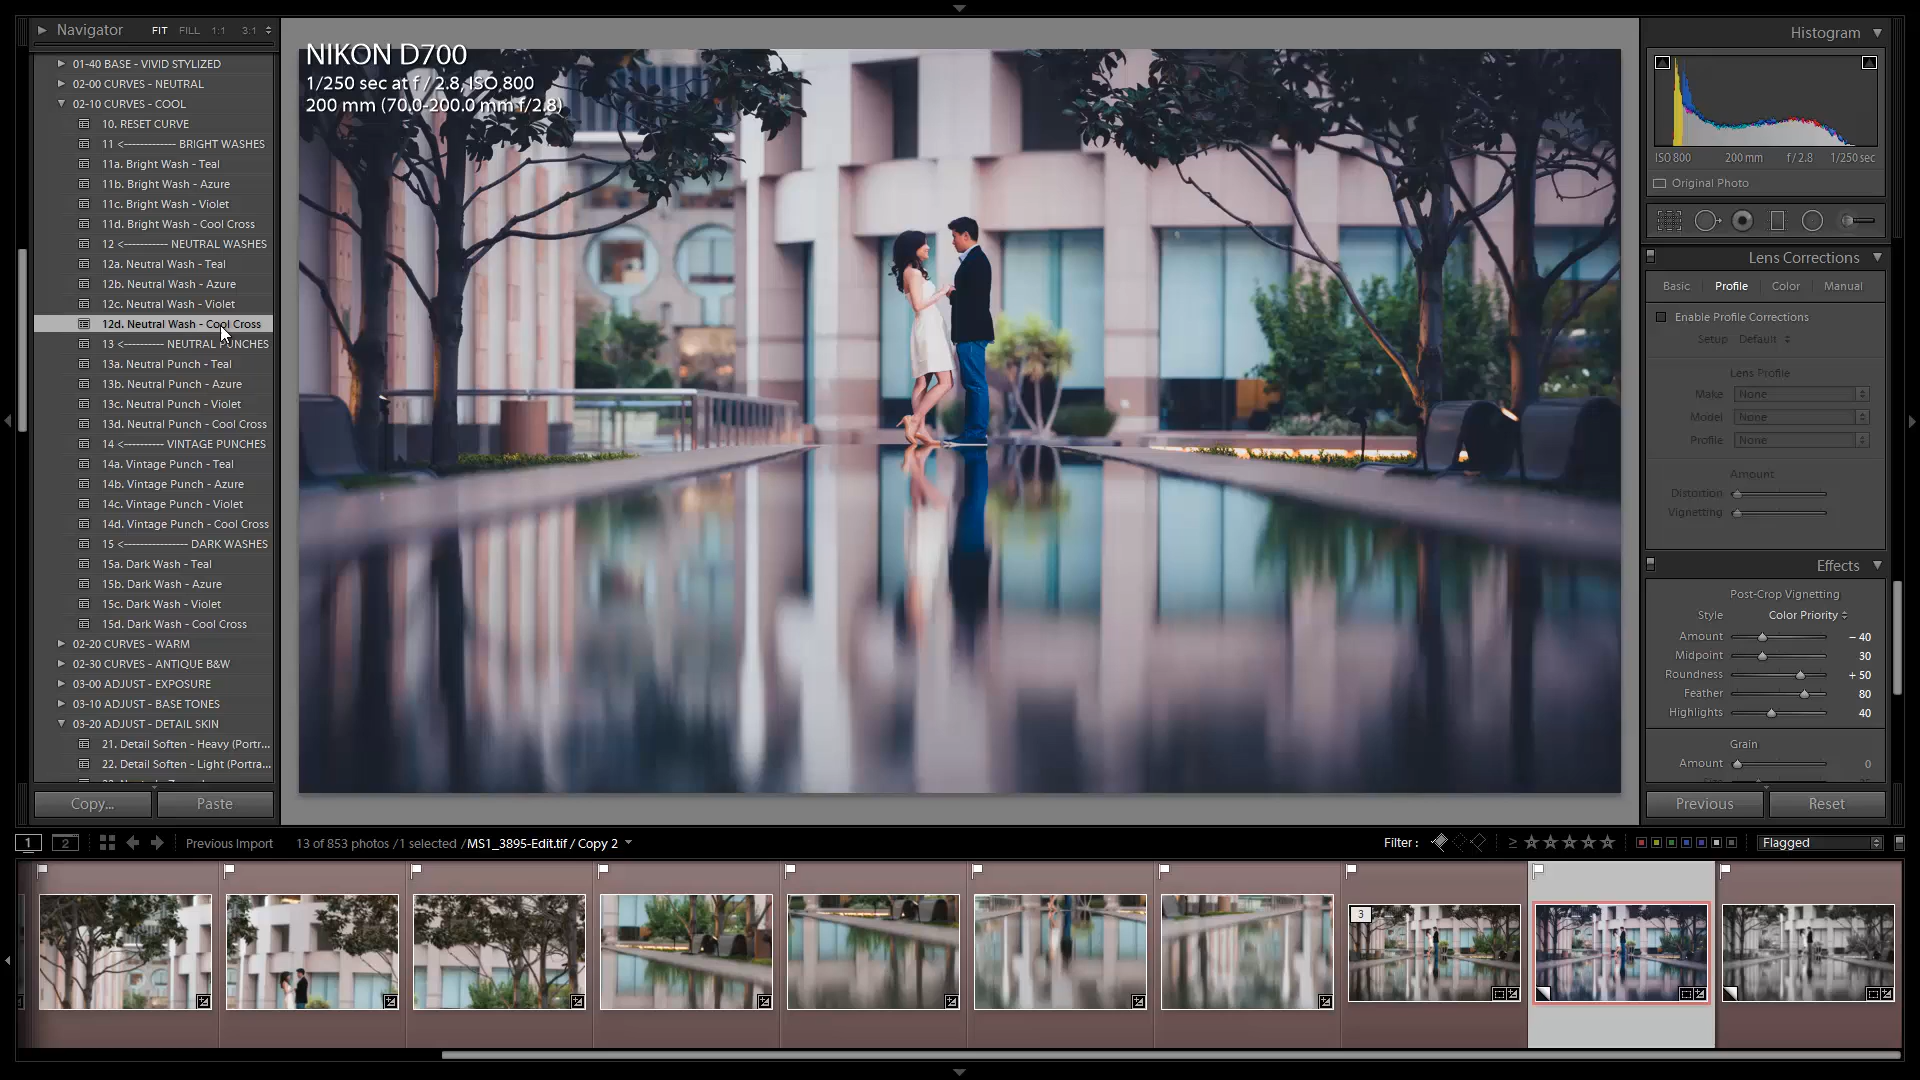 Navigator FIT FILL 1:1 3:1
01-40 BASE - VIVID STYLIZED
02-00 CURVES - NEUTRAL
02-10 CURVES - COOL
10. RESET CURVE
11 <------------- BRIGHT WASHES
11a. Bright Wash - Teal
11b. Bright Wash - Azure
11c. Bright Wash - Violet
11d. Bright Wash - Cool Cross
12 <----------- NEUTRAL WASHES
12a. Neutral Wash - Teal
12b. Neutral Wash - Azure
12c. Neutral Wash - Violet
12d. Neutral Wash - Cool Cross
13 <---------- NEUTRAL PUNCHES
13a. Neutral Punch - Teal
13b. Neutral Punch - Azure
13c. Neutral Punch - Violet
13d. Neutral Punch - Cool Cross
14 <---------- VINTAGE PUNCHES
14a. Vintage Punch - Teal
14b. Vintage Punch - Azure
14c. Vintage Punch - Violet
14d. Vintage Punch - Cool Cross
15 <---------------- DARK WASHES
15a. Dark Wash - Teal
15b. Dark Wash - Azure
15c. Dark Wash - Violet
15d. Dark Wash - Cool Cross
02-20 CURVES - WARM
02-30 CURVES - ANTIQUE B&W
03-00 ADJUST - EXPOSURE
03-10 ADJUST - BASE TONES
03-20 ADJUST - DETAIL SKIN
21. Detail Soften - Heavy (Portr...
22. Detail Soften - Light (Portra...
Copy... Paste
NIKON D700
1/250 sec at f / 2.8, ISO 800
200 mm (70.0-200.0 mm f/2.8)
Histogram
ISO 800 200 mm f / 2.8 1/250 sec
Original Photo
Lens Corrections
Basic Profile Color Manual
Enable Profile Corrections
Setup Default
Lens Profile
Make None
Model None
Profile None
Amount
Distortion
Vignetting
Effects
Post-Crop Vignetting
Style Color Priority
Amount – 40
Midpoint 30
Roundness + 50
Feather 80
Highlights 40
Grain
Amount 0
Previous Reset
1 2 Previous Import 13 of 853 photos /1 selected /MS1_3895-Edit.tif / Copy 2 Filter : ≥ Flagged
3